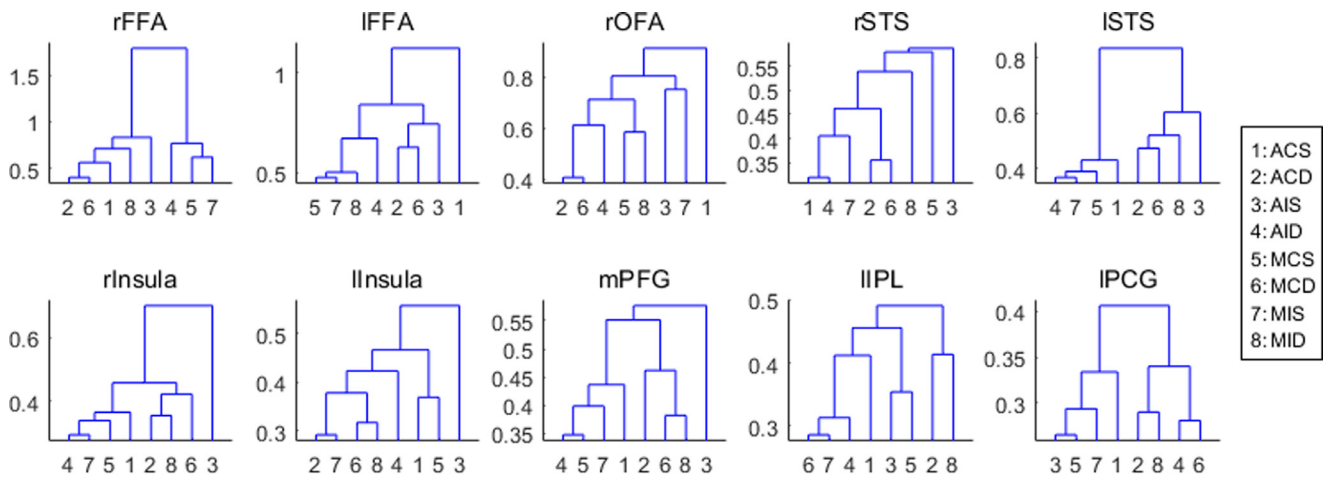 rFFA
1.5
1
0.5
2 6 1 8 3 4 5 7
lFFA
1
0.5
5 7 8 4 2 6 3 1
rOFA
0.8
0.6
0.4
2 6 4 5 8 3 7 1
rSTS
0.55
0.5
0.45
0.4
0.35
1 4 7 2 6 8 5 3
lSTS
0.8
0.6
0.4
4 7 5 1 2 6 8 3
1: ACS
2: ACD
3: AIS
4: AID
5: MCS
6: MCD
7: MIS
8: MID
rInsula
0.6
0.4
4 7 5 1 2 8 6 3
lInsula
0.5
0.4
0.3
2 7 6 8 4 1 5 3
mPFG
0.55
0.5
0.45
0.4
0.35
4 5 7 1 2 6 8 3
lIPL
0.5
0.4
0.3
6 7 4 1 3 5 2 8
lPCG
0.4
0.35
0.3
3 5 7 1 2 8 4 6